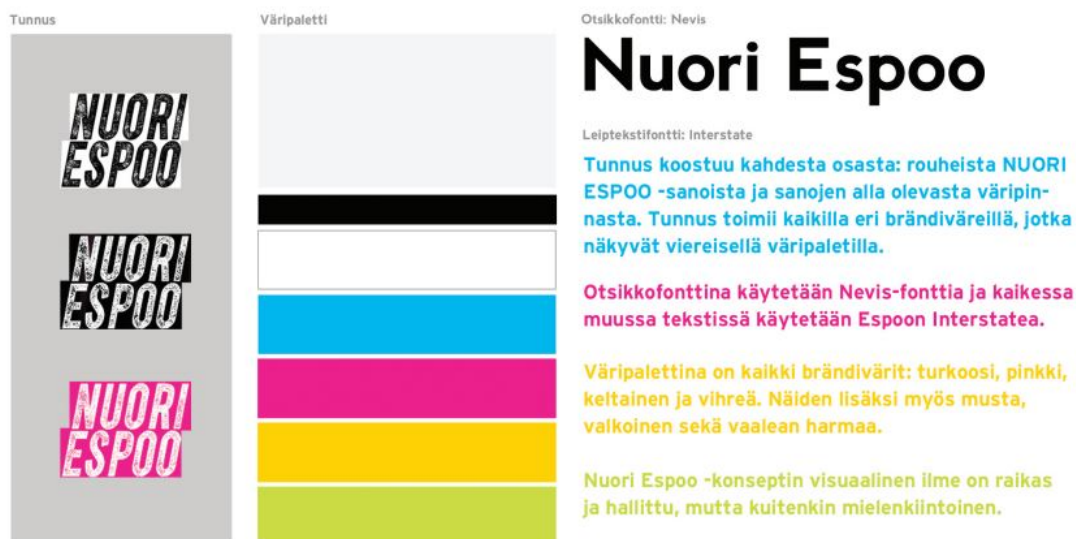 Tunnus
NUORI
ESPOO
NUORI
ESPOO
NUORI
ESPOO
Väripaletti
Otsikkofontti: Nevis
Nuori Espoo
Leiptekstifontti: Interstate
Tunnus koostuu kahdesta osasta: rouheista NUORI
ESPOO -sanoista ja sanojen alla olevasta väripin-
nasta. Tunnus toimii kaikilla eri brändiväreillä, jotka
näkyvät viereisellä väripaletilla.
Otsikkofonttina käytetään Nevis-fonttia ja kaikessa
muussa tekstissä käytetään Espoon Interstatea.
Väripalettina on kaikki brändivärit: turkoosi, pinkki,
keltainen ja vihreä. Näiden lisäksi myös musta,
valkoinen sekä vaalean harmaa.
Nuori Espoo -konseptin visuaalinen ilme on raikas
ja hallittu, mutta kuitenkin mielenkiintoinen.